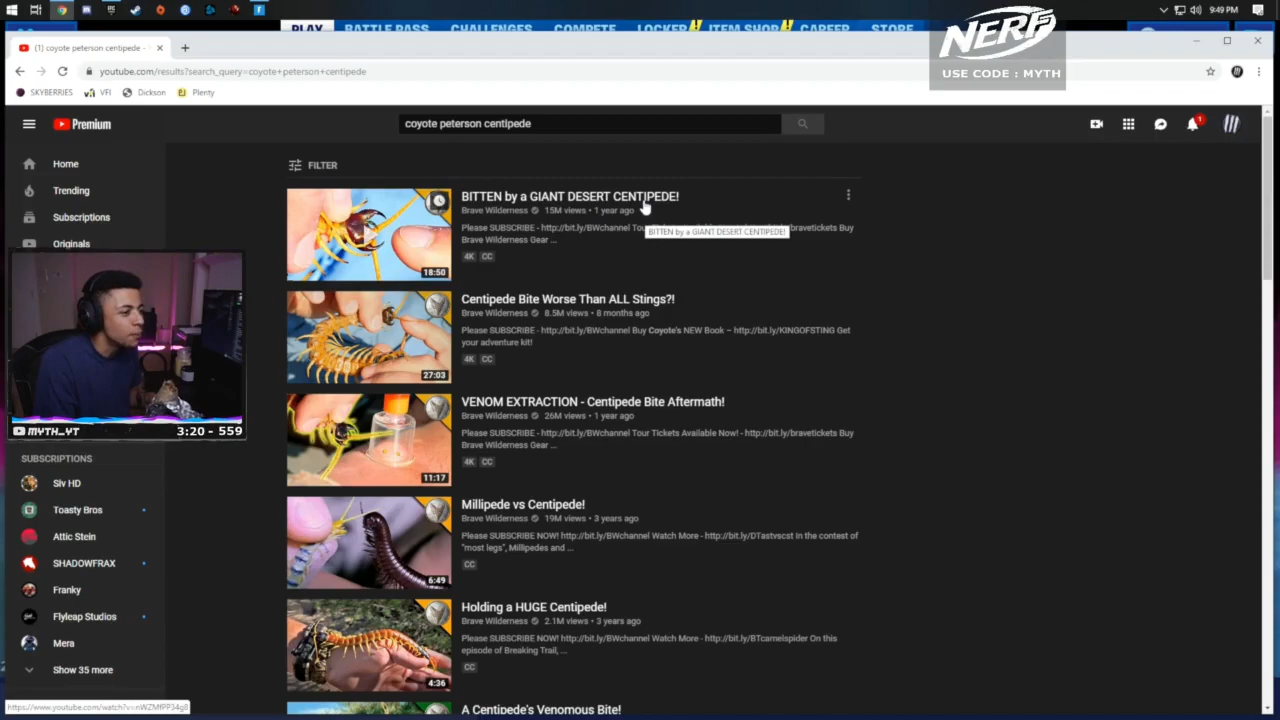 9:49 PM
PLAY BATTLE PASS CHALLENGES COMPETE LOCKER ITEM SHOP CAREER STORE
NERF
USE CODE : MYTH
(1) coyote peterson centipede -
youtube.com/results?search_query=coyote+peterson+centipede
SKYBERRIES VFI Dickson Plenty
Premium
coyote peterson centipede
1
Home
Trending
Subscriptions
Originals
FILTER
BITTEN by a GIANT DESERT CENTIPEDE!
Brave Wilderness 15M views • 1 year ago
Please SUBSCRIBE - http://bit.ly/BWchannel Tou bravetickets Buy
Brave Wilderness Gear ...
BITTEN by a GIANT DESERT CENTIPEDE!
4K CC
18:50
Centipede Bite Worse Than ALL Stings?!
Brave Wilderness 8.5M views • 8 months ago
Please SUBSCRIBE - http://bit.ly/BWchannel Buy Coyote's NEW Book – http://bit.ly/KINGOFSTING Get
your adventure kit!
4K CC
27:03
VENOM EXTRACTION - Centipede Bite Aftermath!
Brave Wilderness 26M views • 1 year ago
Please SUBSCRIBE - http://bit.ly/BWchannel Tour Tickets Available Now! - http://bit.ly/bravetickets Buy
Brave Wilderness Gear ...
4K CC
11:17
Millipede vs Centipede!
Brave Wilderness 19M views • 3 years ago
Please SUBSCRIBE NOW! http://bit.ly/BWchannel Watch More - http://bit.ly/DTastvscst In the contest of
"most legs", Millipedes and ...
CC
6:49
Holding a HUGE Centipede!
Brave Wilderness 2.1M views • 3 years ago
Please SUBSCRIBE NOW! http://bit.ly/BWchannel Watch More - http://bit.ly/BTcamelspider On this
episode of Breaking Trail, ...
CC
4:36
A Centipede's Venomous Bite!
MYTH_YT 3:20 - 559
SUBSCRIPTIONS
Siv HD
Toasty Bros
Attic Stein
SHADOWFRAX
Franky
Flyleap Studios
Mera
Show 35 more
https://www.youtube.com/watch?v=nWZMfPP34g8